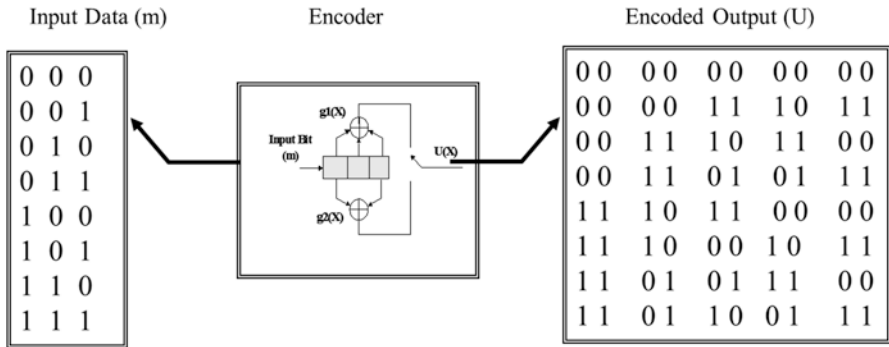 Input Data (m)
Encoder
Encoded Output (U)
0 0 0
0 0 1
0 1 0
0 1 1
1 0 0
1 0 1
1 1 0
1 1 1
g1(X)
Input Bit
(m)
U(X)
g2(X)
0 0 0 0 0 0 0 0 0 0
0 0 0 0 1 1 1 0 1 1
0 0 1 1 1 0 1 1 0 0
0 0 1 1 0 1 0 1 1 1
1 1 1 0 1 1 0 0 0 0
1 1 1 0 0 0 1 0 1 1
1 1 0 1 0 1 1 1 0 0
1 1 0 1 1 0 0 1 1 1